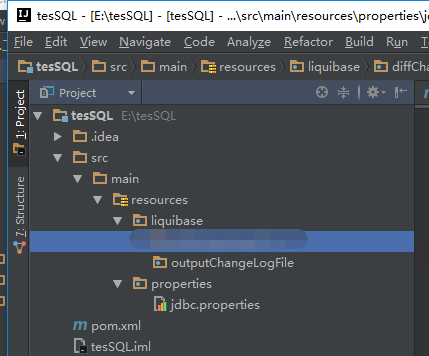 tesSQL - [E:\tesSQL] - [tesSQL] - ...\src\main\resources\properties\j
File Edit View Navigate Code Analyze Refactor Build Run
tesSQL src main resources liquibase diffCha
Project
tesSQL E:\tesSQL
.idea
src
main
resources
liquibase
outputChangeLogFile
properties
jdbc.properties
pom.xml
tesSQL.iml
1: Project
7: Structure